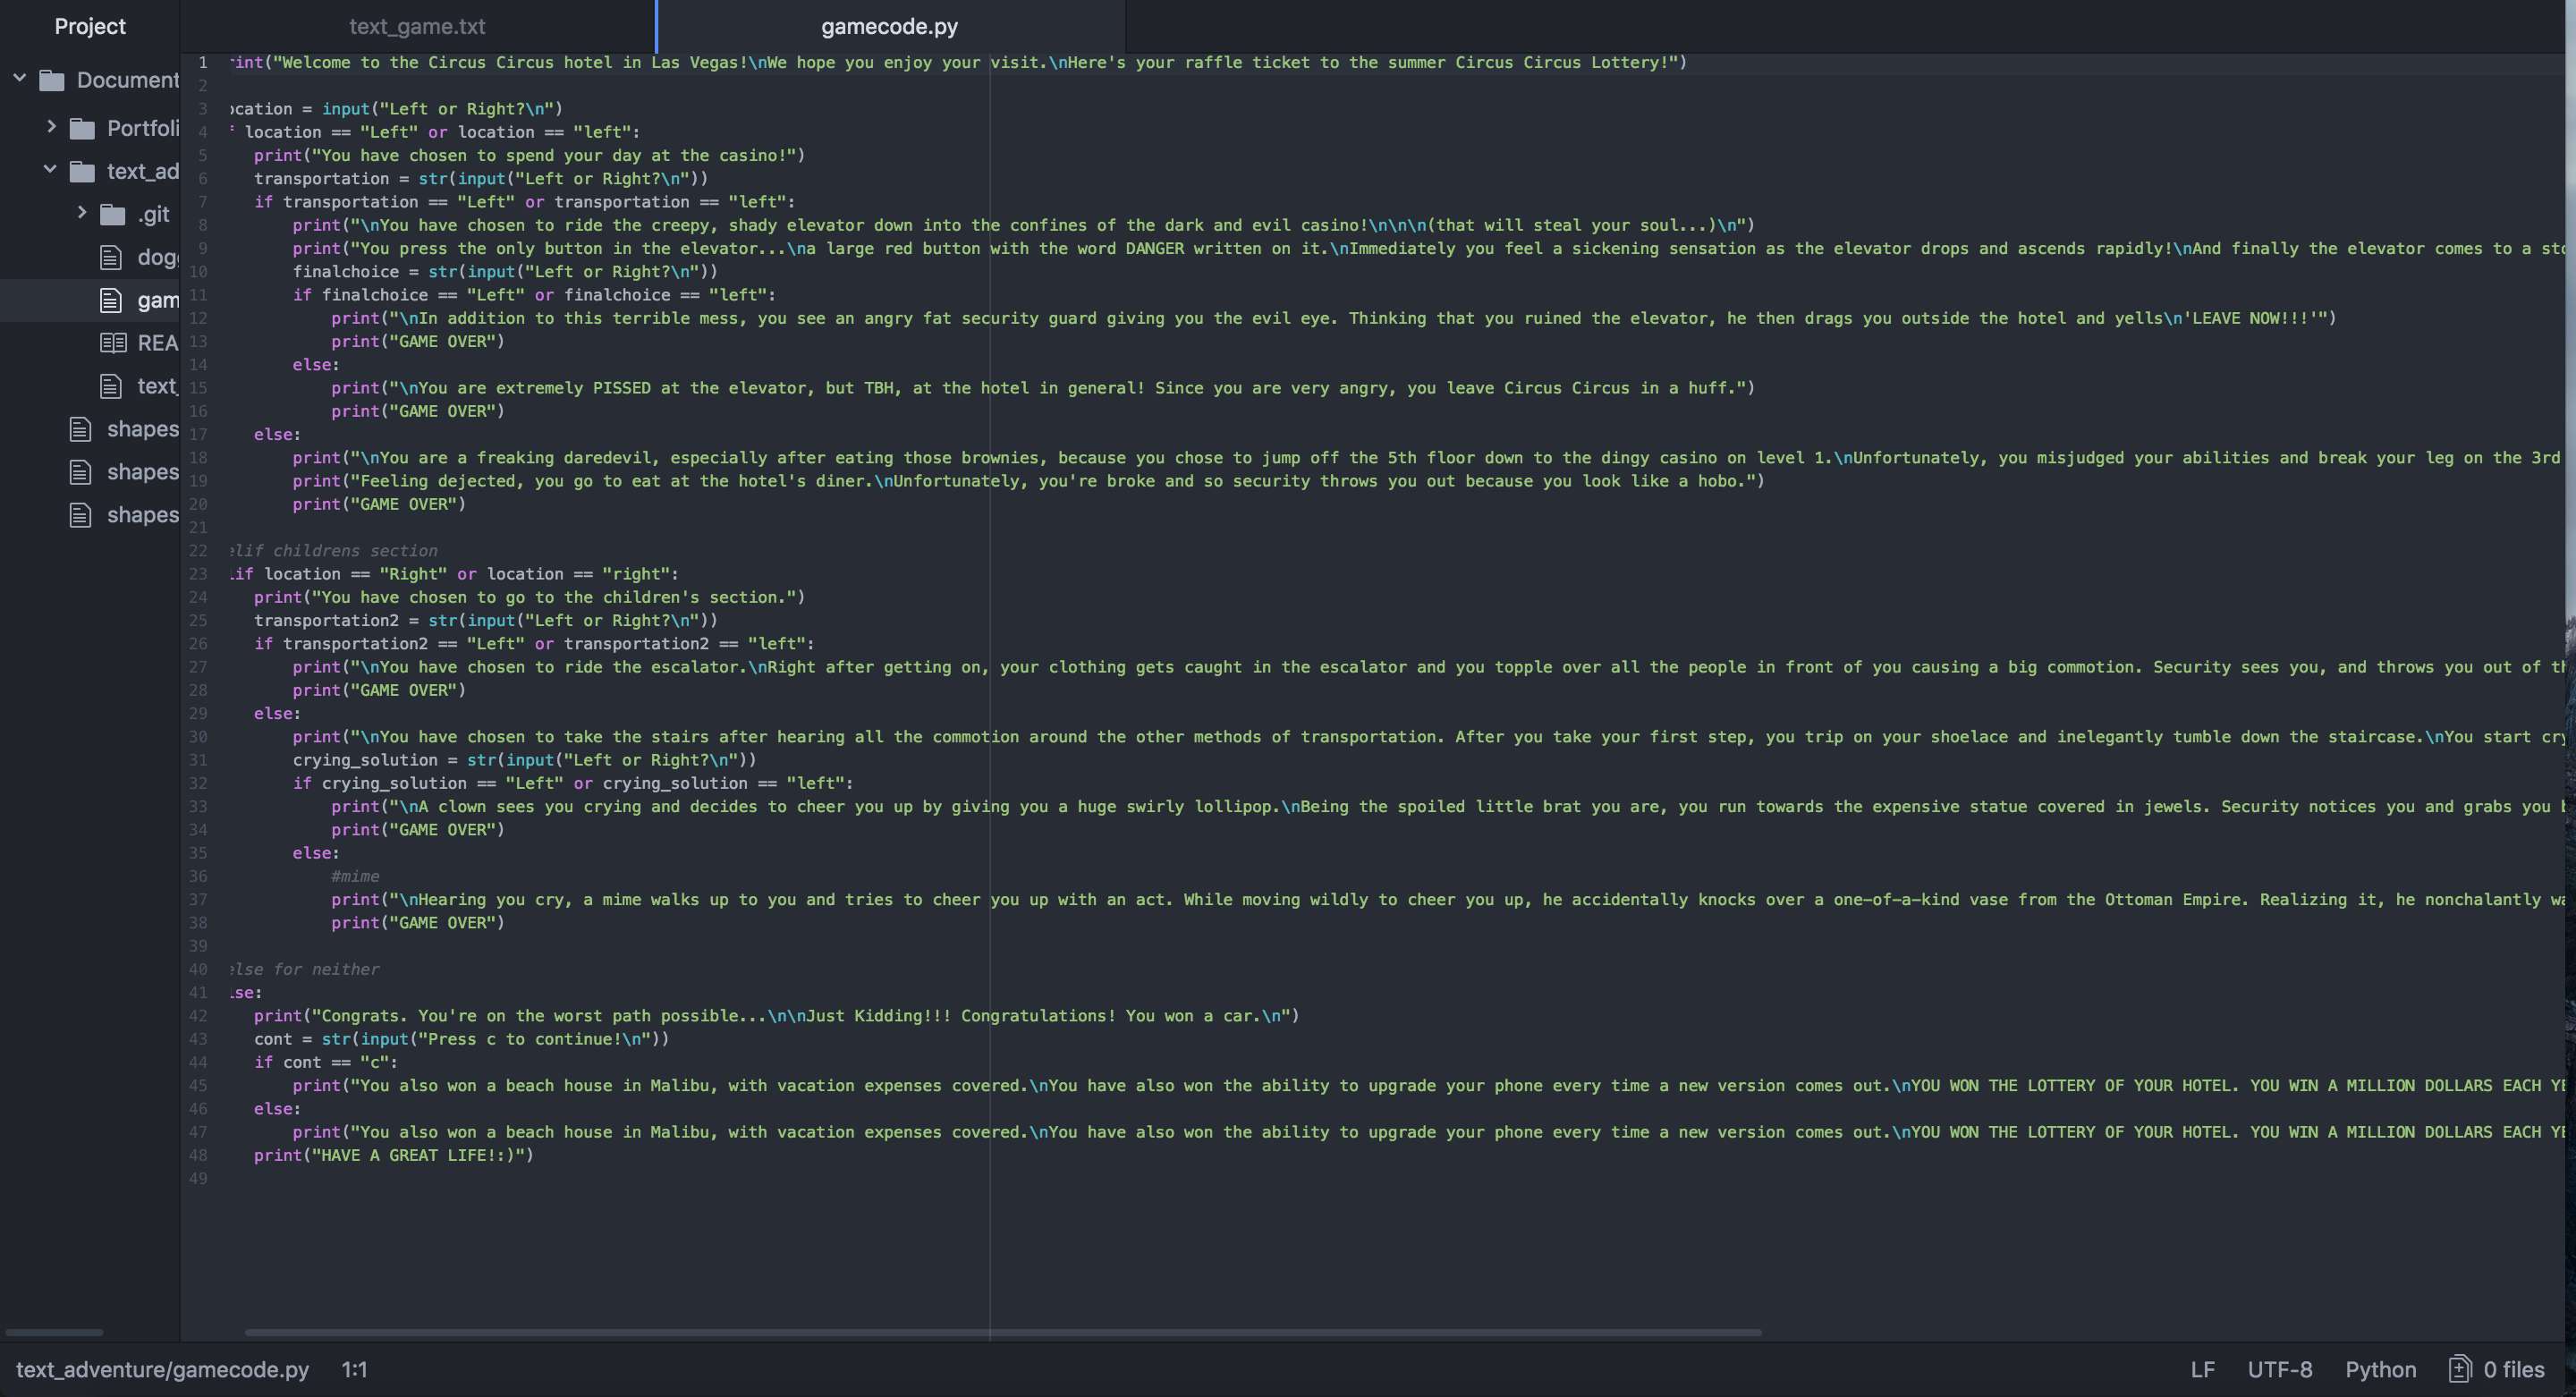 Project
text_game.txt
gamecode.py
Document
Portfoli
text_ad
.git
dog
gam
REA
text_
shapes
shapes
shapes
1 rint("Welcome to the Circus Circus hotel in Las Vegas!\nWe hope you enjoy your visit.\nHere's your raffle ticket to the summer Circus Circus Lottery!")
2
3 ocation = input("Left or Right?\n")
4 f location == "Left" or location == "left":
5 print("You have chosen to spend your day at the casino!")
6 transportation = str(input("Left or Right?\n"))
7 if transportation == "Left" or transportation == "left":
8 print("\nYou have chosen to ride the creepy, shady elevator down into the confines of the dark and evil casino!\n\n\n(that will steal your soul...)\n")
9 print("You press the only button in the elevator...\na large red button with the word DANGER written on it.\nImmediately you feel a sickening sensation as the elevator drops and ascends rapidly!\nAnd finally the elevator comes to a sto
10 finalchoice = str(input("Left or Right?\n"))
11 if finalchoice == "Left" or finalchoice == "left":
12 print("\nIn addition to this terrible mess, you see an angry fat security guard giving you the evil eye. Thinking that you ruined the elevator, he then drags you outside the hotel and yells\n'LEAVE NOW!!!'")
13 print("GAME OVER")
14 else:
15 print("\nYou are extremely PISSED at the elevator, but TBH, at the hotel in general! Since you are very angry, you leave Circus Circus in a huff.")
16 print("GAME OVER")
17 else:
18 print("\nYou are a freaking daredevil, especially after eating those brownies, because you chose to jump off the 5th floor down to the dingy casino on level 1.\nUnfortunately, you misjudged your abilities and break your leg on the 3rd
19 print("Feeling dejected, you go to eat at the hotel's diner.\nUnfortunately, you're broke and so security throws you out because you look like a hobo.")
20 print("GAME OVER")
21
22 elif childrens section
23 lif location == "Right" or location == "right":
24 print("You have chosen to go to the children's section.")
25 transportation2 = str(input("Left or Right?\n"))
26 if transportation2 == "Left" or transportation2 == "left":
27 print("\nYou have chosen to ride the escalator.\nRight after getting on, your clothing gets caught in the escalator and you topple over all the people in front of you causing a big commotion. Security sees you, and throws you out of th
28 print("GAME OVER")
29 else:
30 print("\nYou have chosen to take the stairs after hearing all the commotion around the other methods of transportation. After you take your first step, you trip on your shoelace and inelegantly tumble down the staircase.\nYou start cry
31 crying_solution = str(input("Left or Right?\n"))
32 if crying_solution == "Left" or crying_solution == "left":
33 print("\nA clown sees you crying and decides to cheer you up by giving you a huge swirly lollipop.\nBeing the spoiled little brat you are, you run towards the expensive statue covered in jewels. Security notices you and grabs you b
34 print("GAME OVER")
35 else:
36 #mime
37 print("\nHearing you cry, a mime walks up to you and tries to cheer you up with an act. While moving wildly to cheer you up, he accidentally knocks over a one-of-a-kind vase from the Ottoman Empire. Realizing it, he nonchalantly wa
38 print("GAME OVER")
39
40 else for neither
41 lse:
42 print("Congrats. You're on the worst path possible...\n\nJust Kidding!!! Congratulations! You won a car.\n")
43 cont = str(input("Press c to continue!\n"))
44 if cont == "c":
45 print("You also won a beach house in Malibu, with vacation expenses covered.\nYou have also won the ability to upgrade your phone every time a new version comes out.\nYOU WON THE LOTTERY OF YOUR HOTEL. YOU WIN A MILLION DOLLARS EACH YE
46 else:
47 print("You also won a beach house in Malibu, with vacation expenses covered.\nYou have also won the ability to upgrade your phone every time a new version comes out.\nYOU WON THE LOTTERY OF YOUR HOTEL. YOU WIN A MILLION DOLLARS EACH YE
48 print("HAVE A GREAT LIFE!:)")
49
text_adventure/gamecode.py 1:1 LF UTF-8 Python 0 files